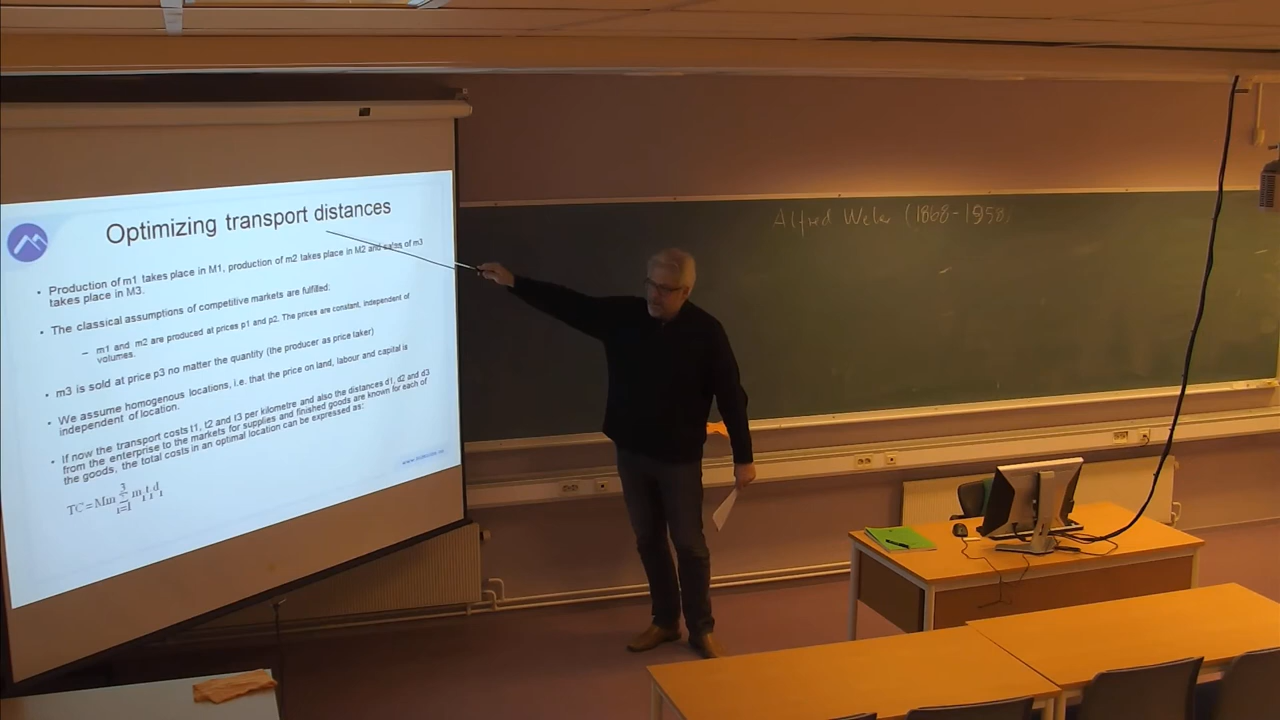 Optimizing transport distances
• Production of m1 takes place in M1, production of m2 takes place in M2 and sales of m3
takes place in M3.
• The classical assumptions of competitive markets are fulfilled:
– m1 and m2 are produced at prices p1 and p2. The prices are constant, independent of
volumes.
• m3 is sold at price p3 no matter the quantity (the producer as price taker)
• We assume homogenous locations, i.e. that the price on land, labour and capital is
independent of location.
• If now the transport costs t1, t2 and t3 per kilometre and also the distances d1, d2 and d3
from the enterprise to the markets for supplies and finished goods are known for each of
the goods, the total costs in an optimal location can be expressed as:
TC = Min ∑_{i=1}^{3} m_i t_i d_i
Alfred Weber (1868-1958)